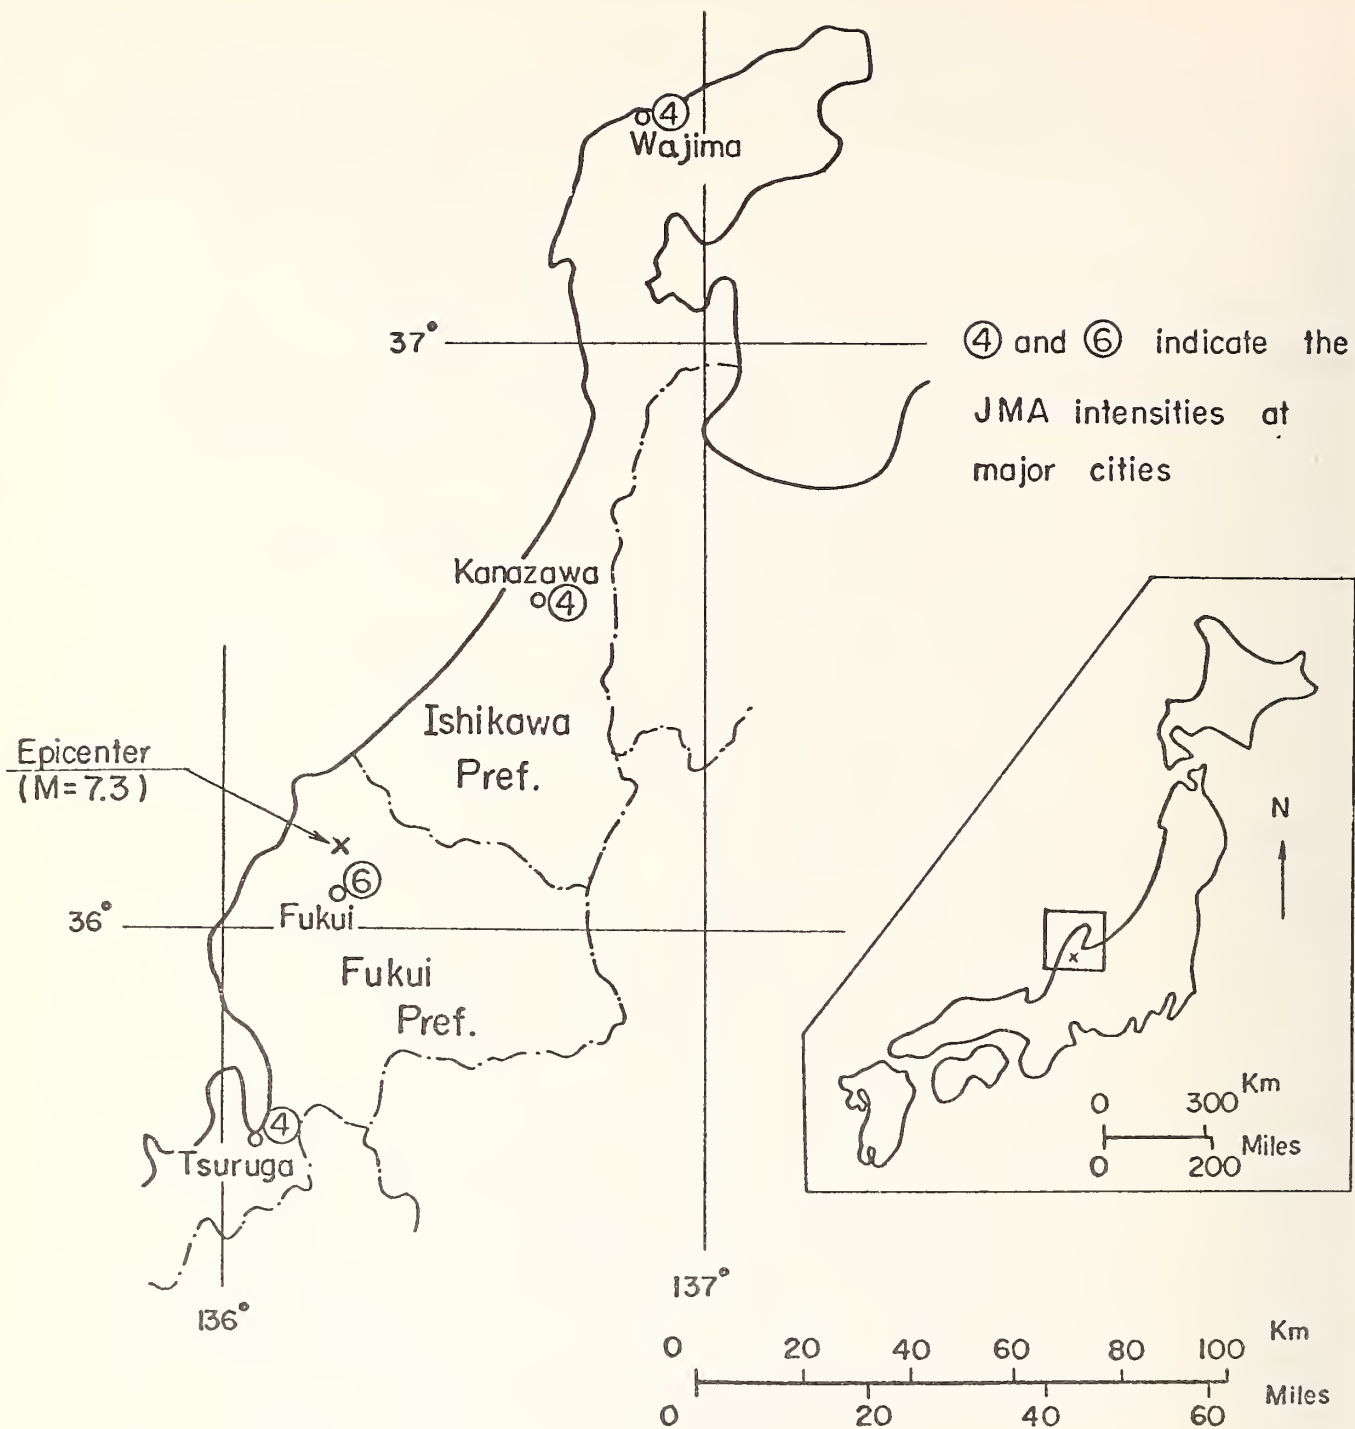 ④
Wajima
37°
④ and ⑥ indicate the
JMA intensities at
major cities
Kanazawa
④
Ishikawa
Pref.
Epicenter
(M=7.3)
⑥
Fukui
36°
Fukui
Pref.
④
Tsuruga
136°
137°
N
0 300 Km
0 200 Miles
0 20 40 60 80 100 Km
0 20 40 60 Miles